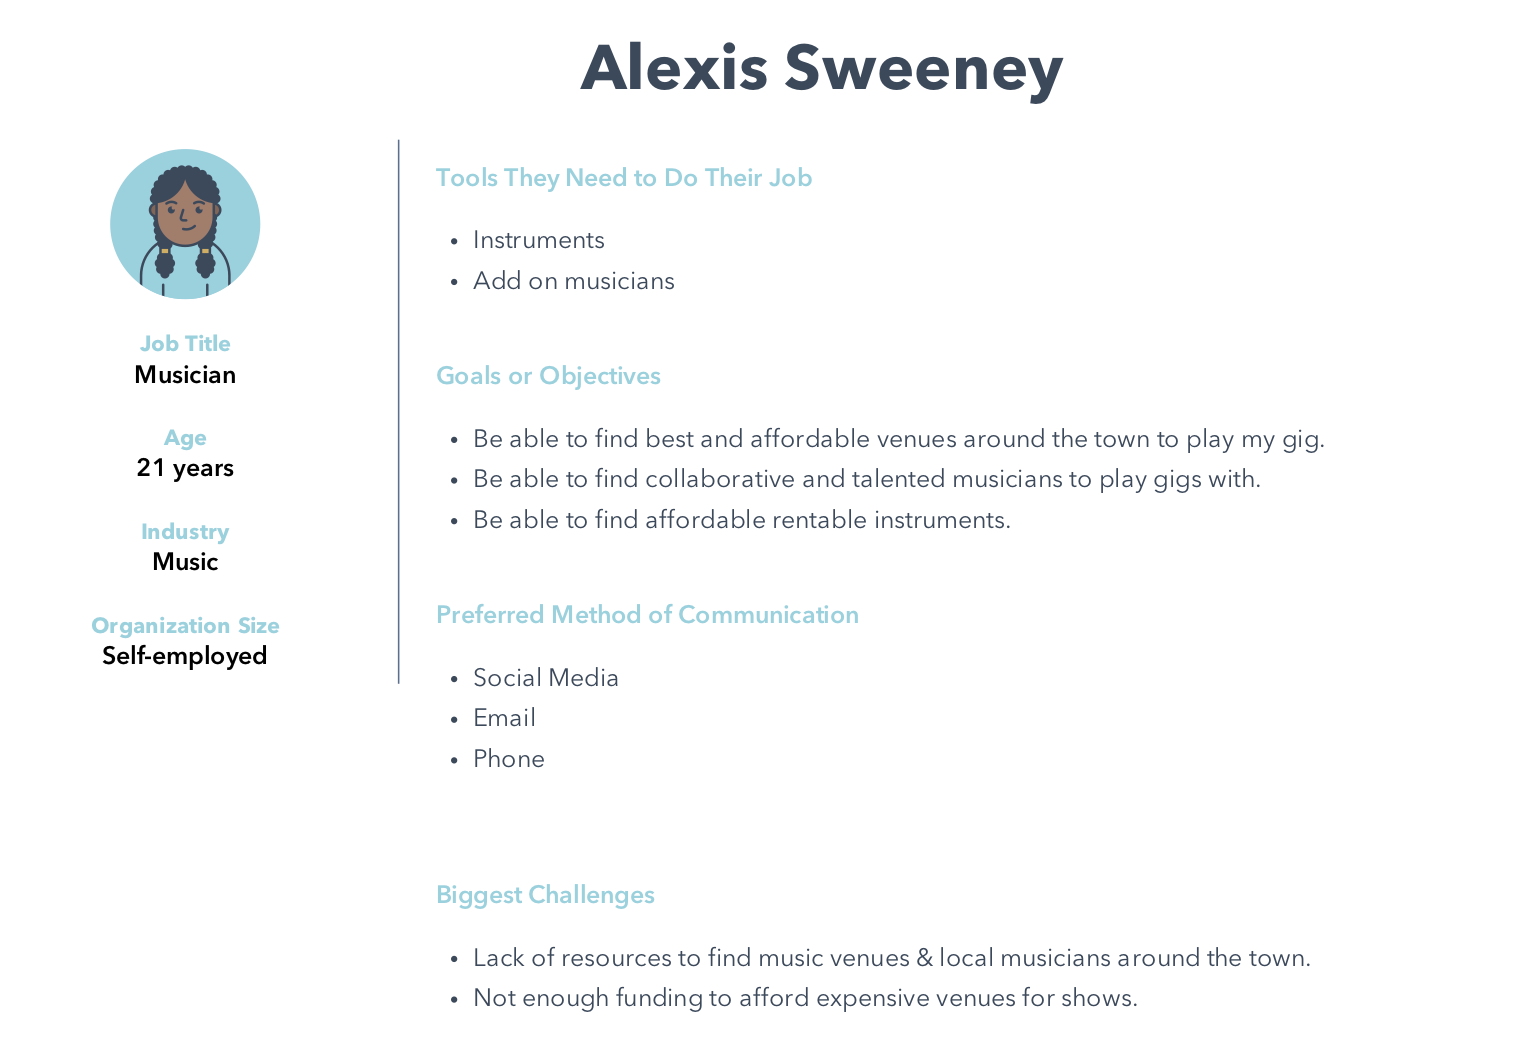 Alexis Sweeney
Job Title
Musician
Age
21 years
Industry
Music
Organization Size
Self-employed
Tools They Need to Do Their Job
• Instruments
• Add on musicians
Goals or Objectives
• Be able to find best and affordable venues around the town to play my gig.
• Be able to find collaborative and talented musicians to play gigs with.
• Be able to find affordable rentable instruments.
Preferred Method of Communication
• Social Media
• Email
• Phone
Biggest Challenges
• Lack of resources to find music venues & local musicians around the town.
• Not enough funding to afford expensive venues for shows.